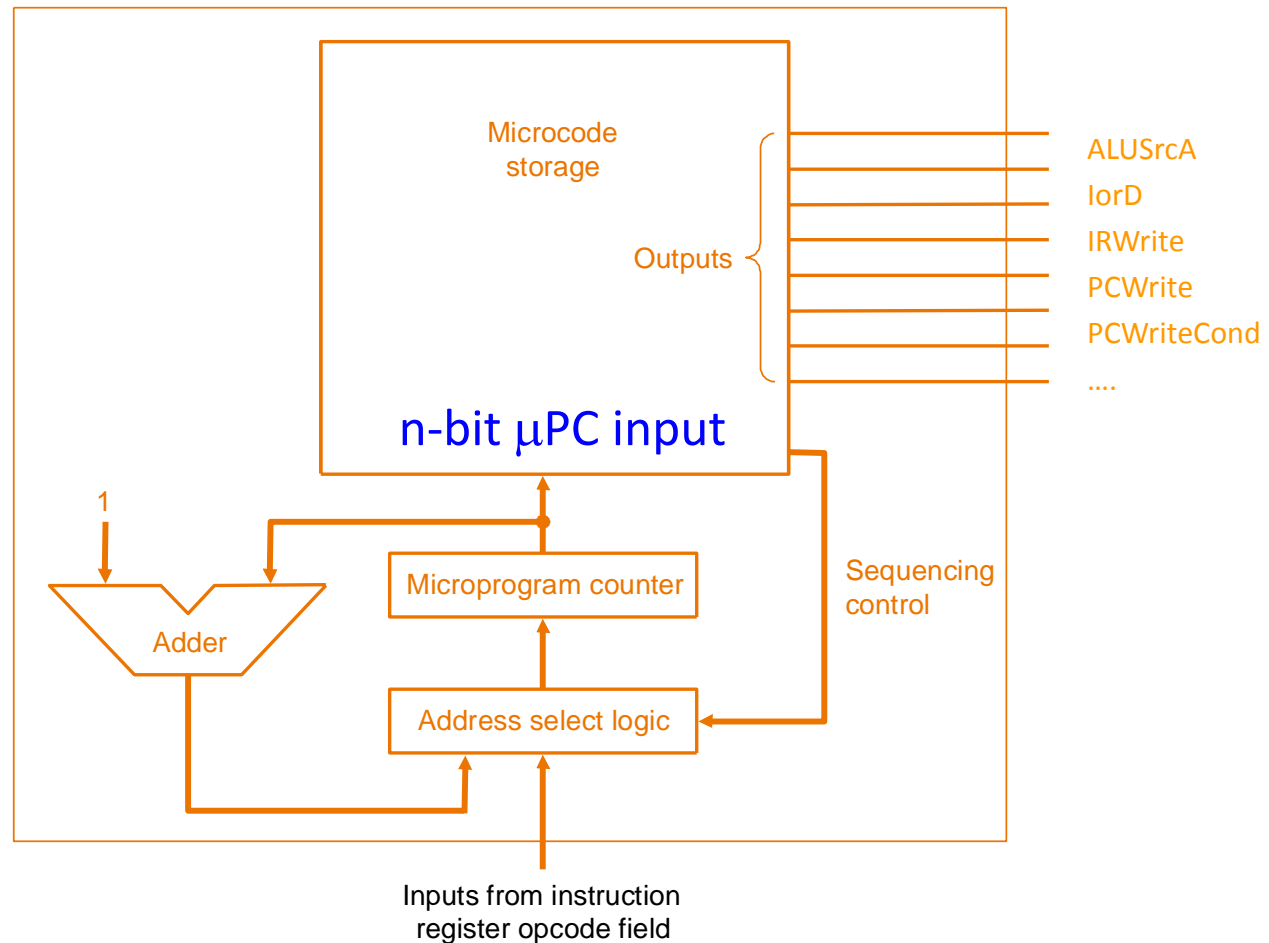 Microcode
storage
Outputs
ALUSrcA
IorD
IRWrite
PCWrite
PCWriteCond
....
n-bit μPC input
1
Microprogram counter
Sequencing
control
Adder
Address select logic
Inputs from instruction
register opcode field